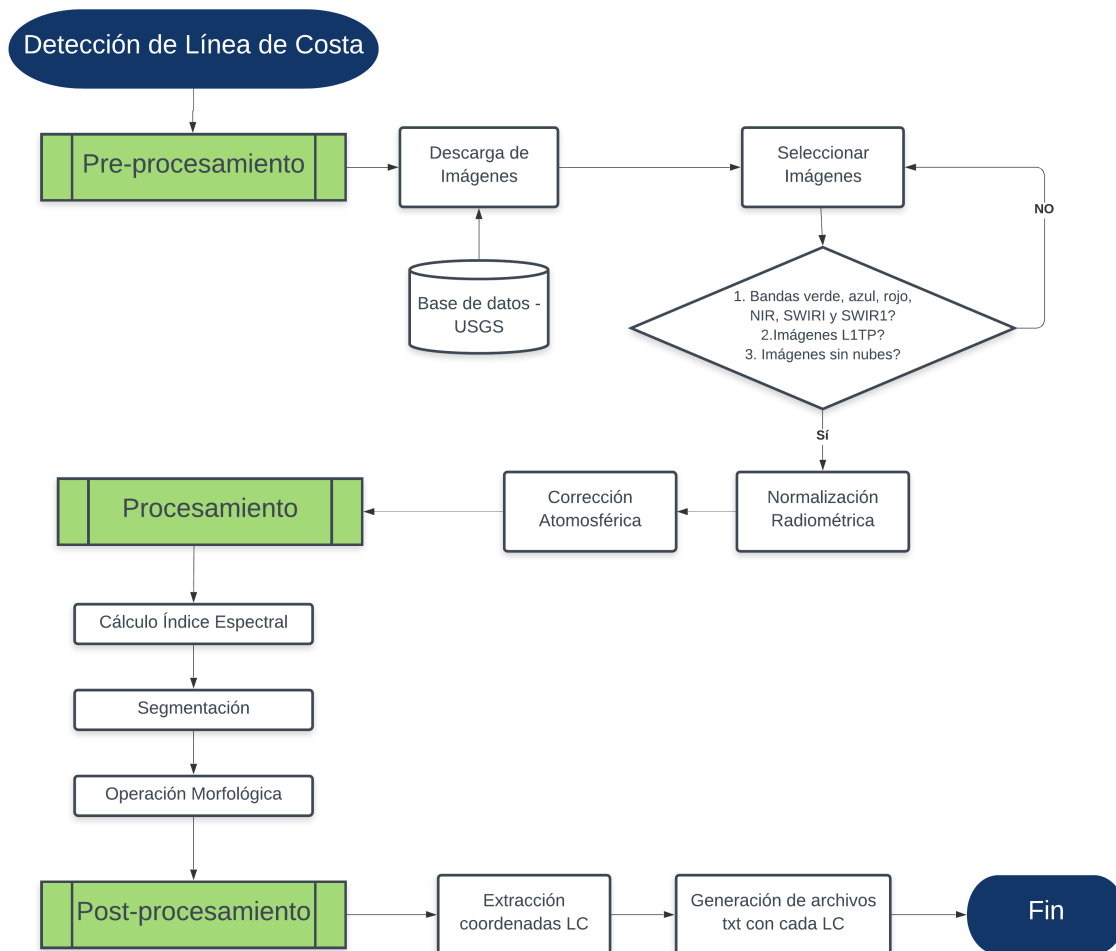 Detección de Línea de Costa
Pre-procesamiento
Descarga de
Imágenes
Seleccionar
Imágenes
NO
Base de datos -
USGS
1. Bandas verde, azul, rojo,
NIR, SWIRI y SWIR1?
2.Imágenes L1TP?
3. Imágenes sin nubes?
Sí
Normalización
Radiométrica
Corrección
Atomosférica
Procesamiento
Cálculo Índice Espectral
Segmentación
Operación Morfológica
Post-procesamiento
Extracción
coordenadas LC
Generación de archivos
txt con cada LC
Fin